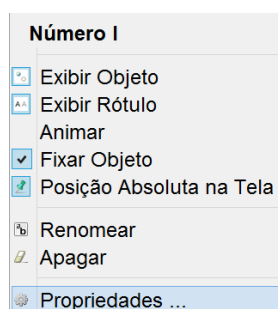 Número I
Exibir Objeto
Exibir Rótulo
Animar
Fixar Objeto
Posição Absoluta na Tela
Renomear
Apagar
Propriedades ...